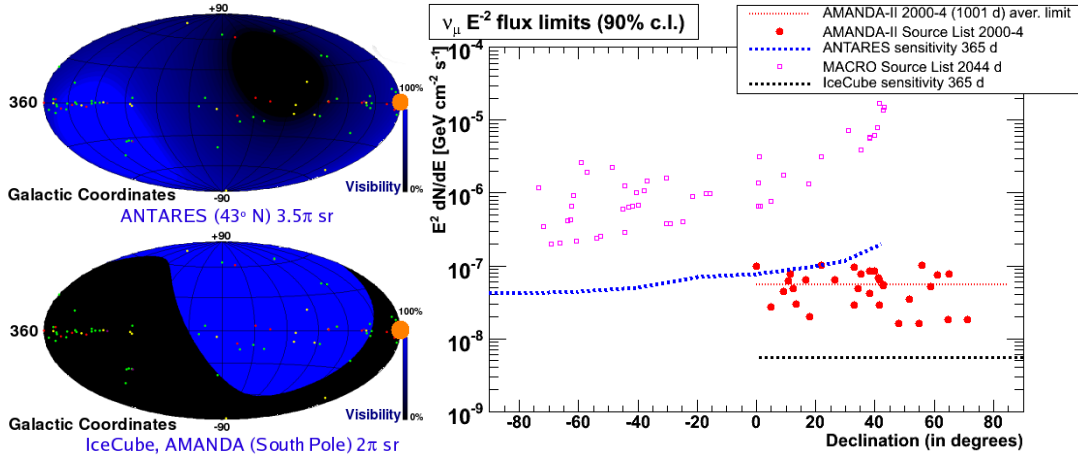 +90
100%
360
0%
Visibility
Galactic Coordinates
-90
ANTARES (43º N) 3.5π sr
+90
100%
360
0%
Visibility
Galactic Coordinates
-90
IceCube, AMANDA (South Pole) 2π sr
νμ E-2 flux limits (90% c.l.)
AMANDA-II 2000-4 (1001 d) aver. limit
AMANDA-II Source List 2000-4
ANTARES sensitivity 365 d
MACRO Source List 2044 d
IceCube sensitivity 365 d
E2 dN/dE [GeV cm-2 s-1]
10-4
10-5
10-6
10-7
10-8
10-9
-80 -60 -40 -20 0 20 40 60 80
Declination (in degrees)